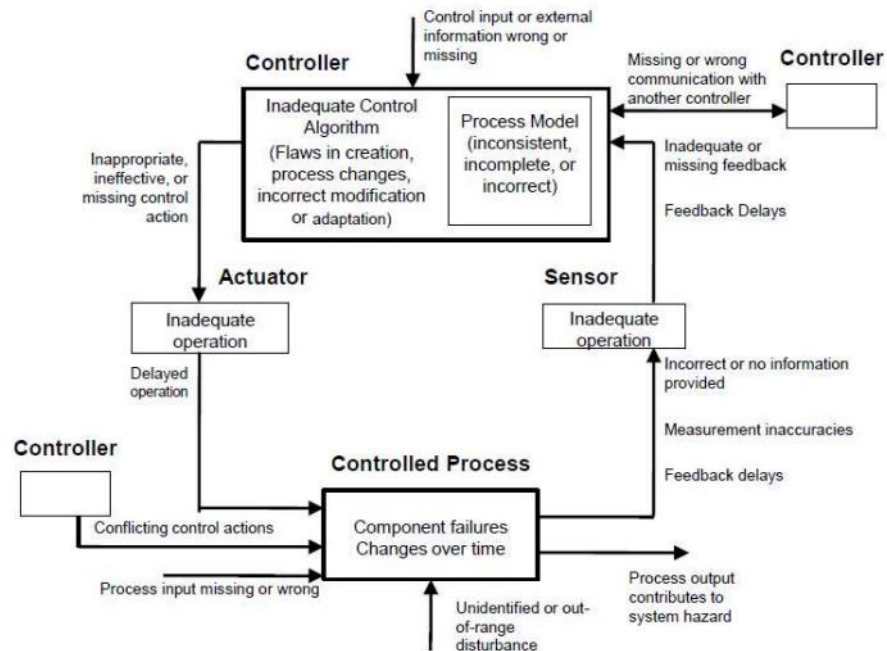 Control input or external
information wrong or
missing
Controller
Missing or wrong
communication with
another controller
Controller
Inadequate Control
Algorithm
(Flaws in creation,
process changes,
incorrect modification
or adaptation)
Process Model
(inconsistent,
incomplete, or
incorrect)
Inappropriate,
ineffective, or
missing control
action
Inadequate or
missing feedback
Feedback Delays
Actuator
Inadequate
operation
Sensor
Inadequate
operation
Delayed
operation
Incorrect or no information
provided
Measurement inaccuracies
Feedback delays
Controller
Controlled Process
Component failures
Changes over time
Conflicting control actions
Process input missing or wrong
Unidentified or out-
of-range
disturbance
Process output
contributes to
system hazard